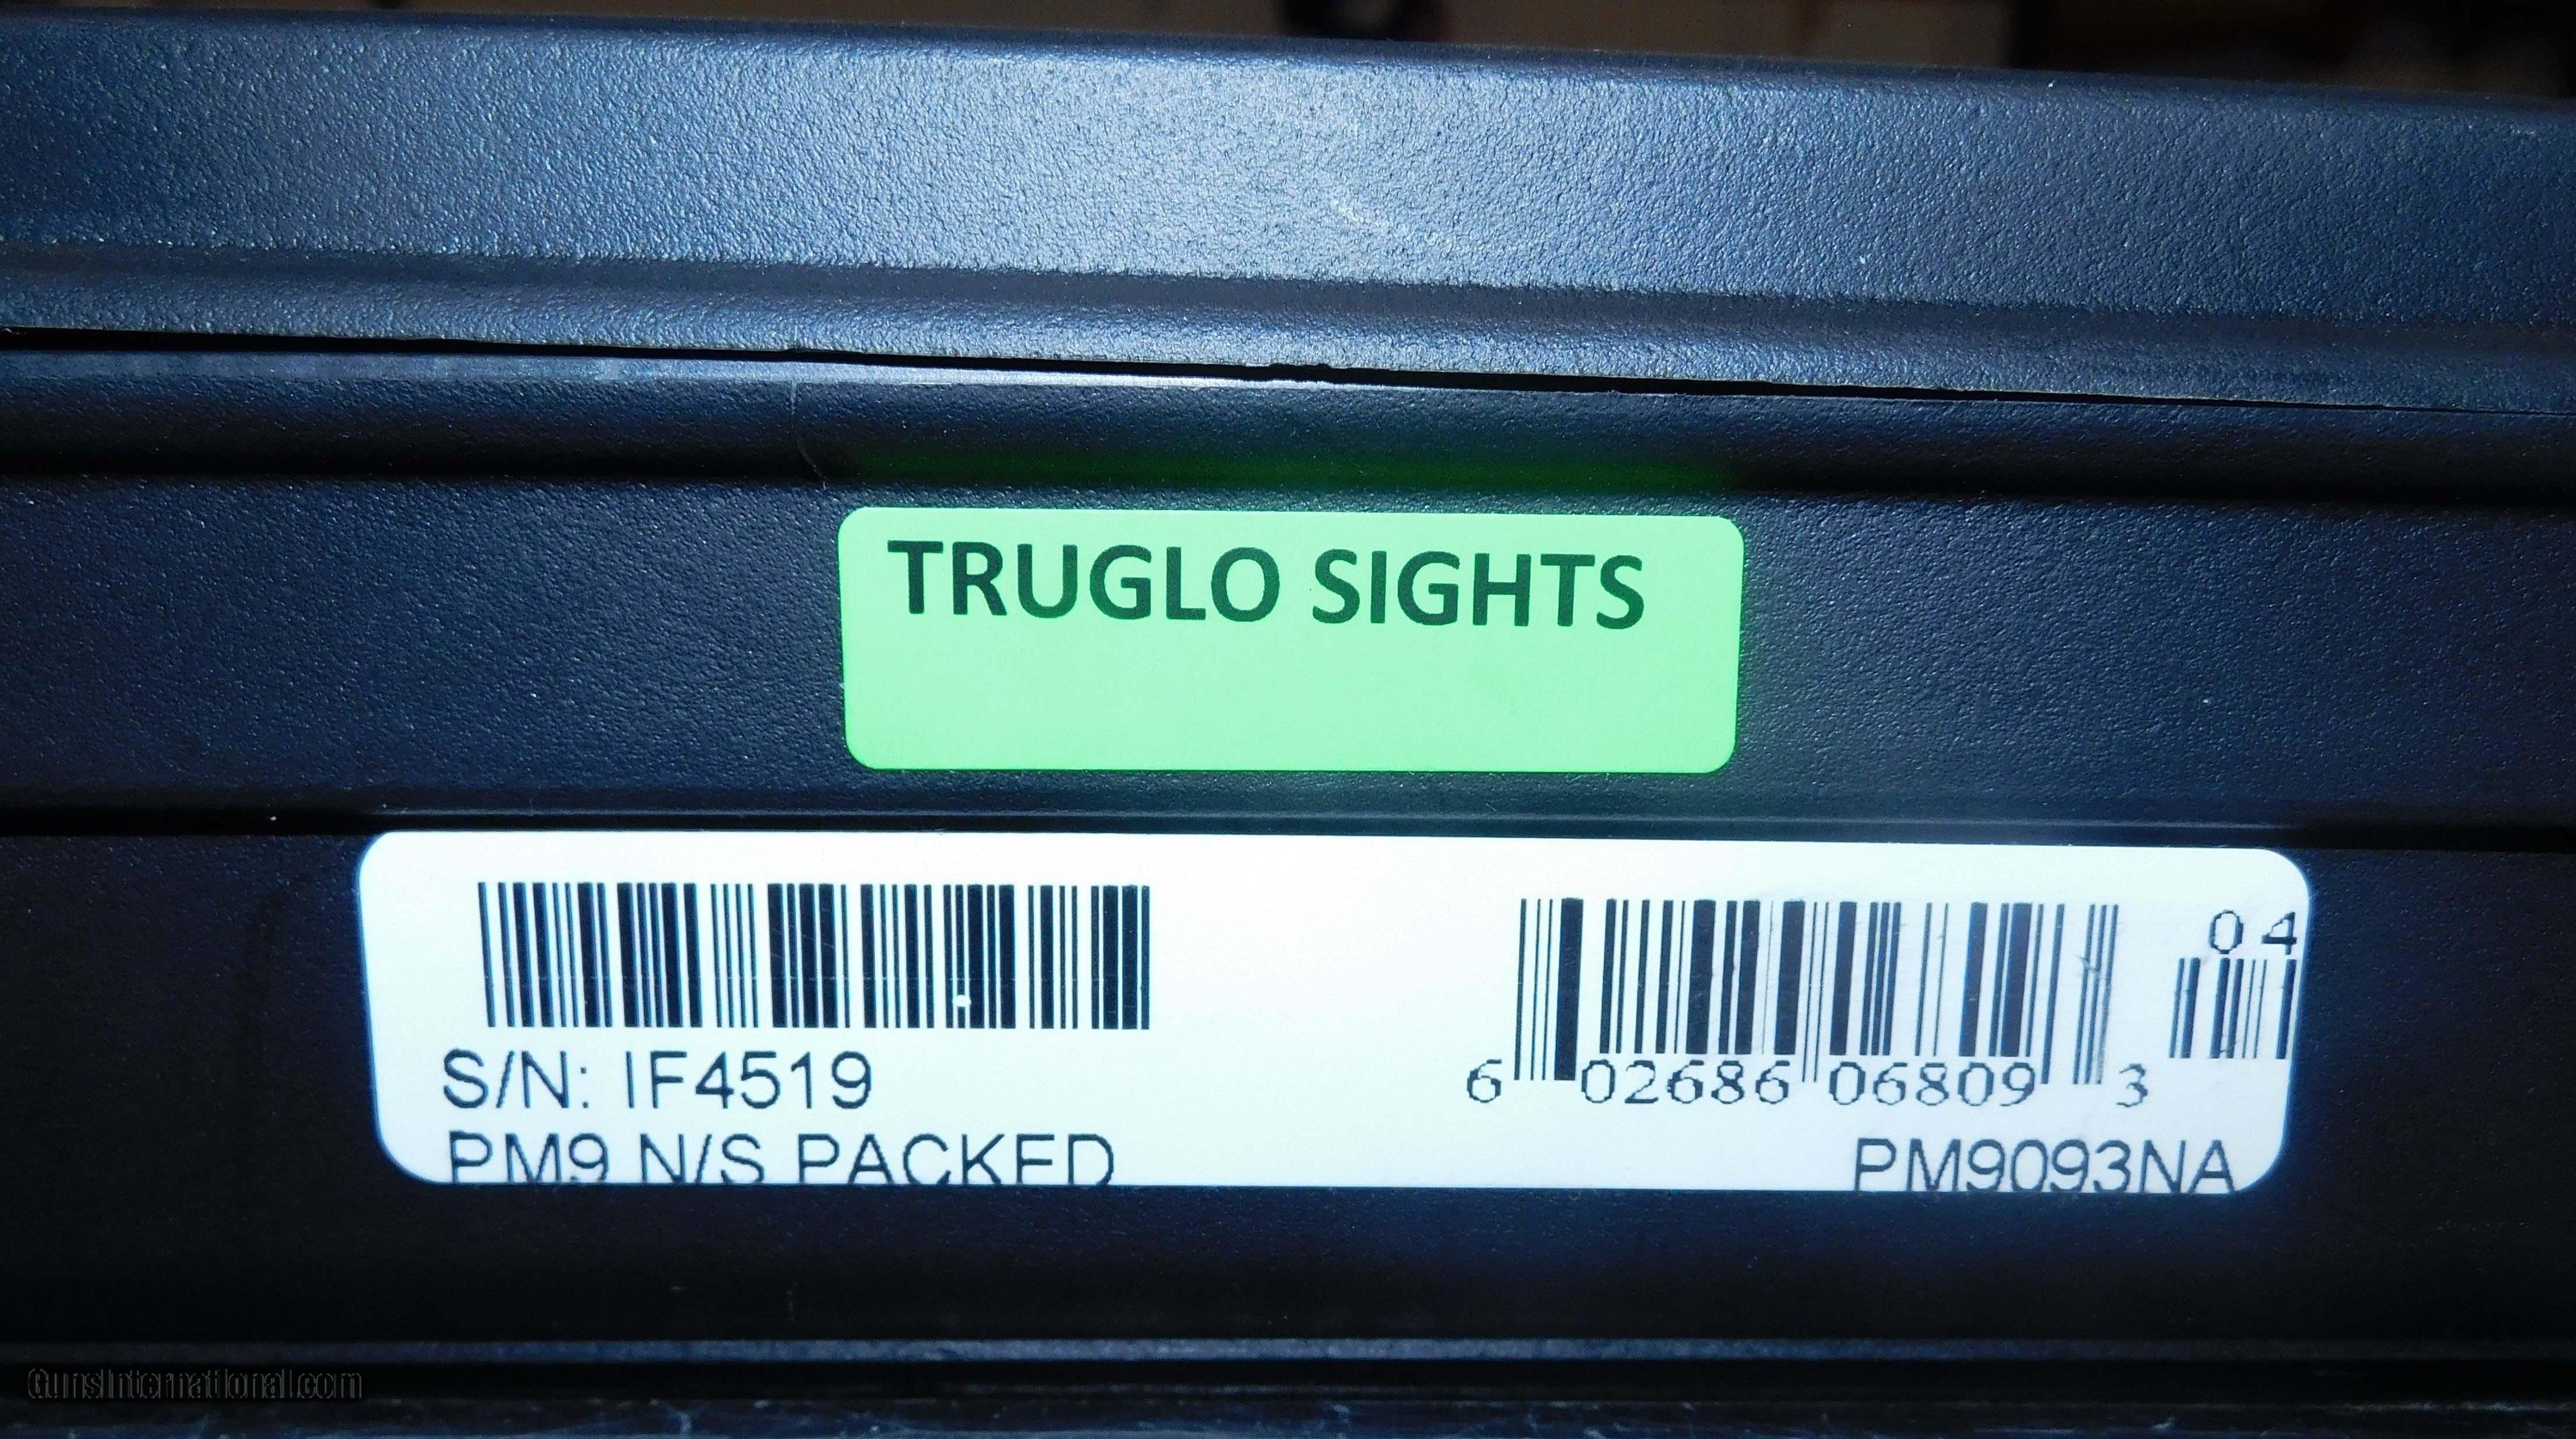 TRUGLO SIGHTS
04
S/N: IF4519
6 02686 06809 3
PM9 N/S PACKED
PM9093NA
GunsInternational.com